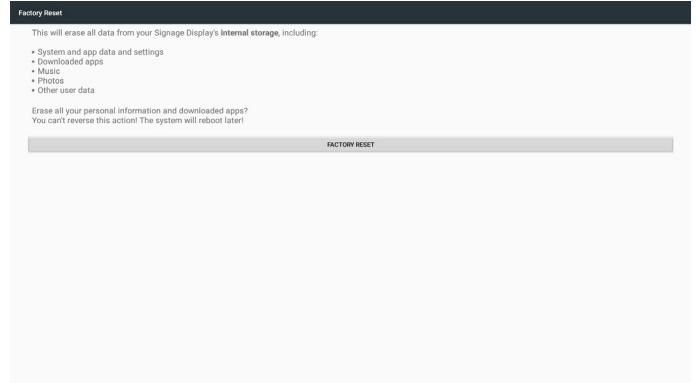 Factory Reset
This will erase all data from your Signage Display's internal storage, including:
• System and app data and settings
• Downloaded apps
• Music
• Photos
• Other user data
Erase all your personal information and downloaded apps?
You can't reverse this action! The system will reboot later!
FACTORY RESET